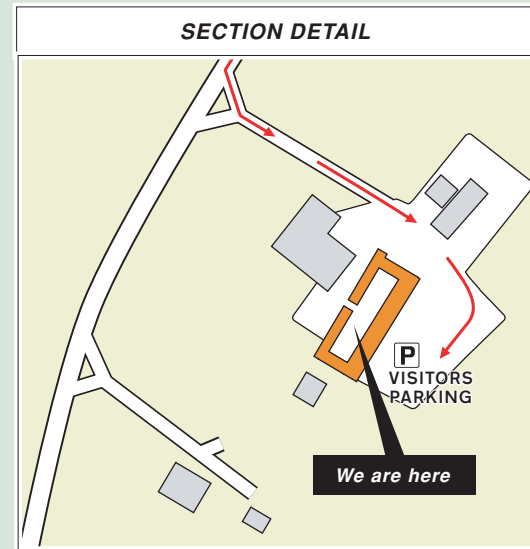 SECTION DETAIL
P
VISITORS
PARKING
We are here